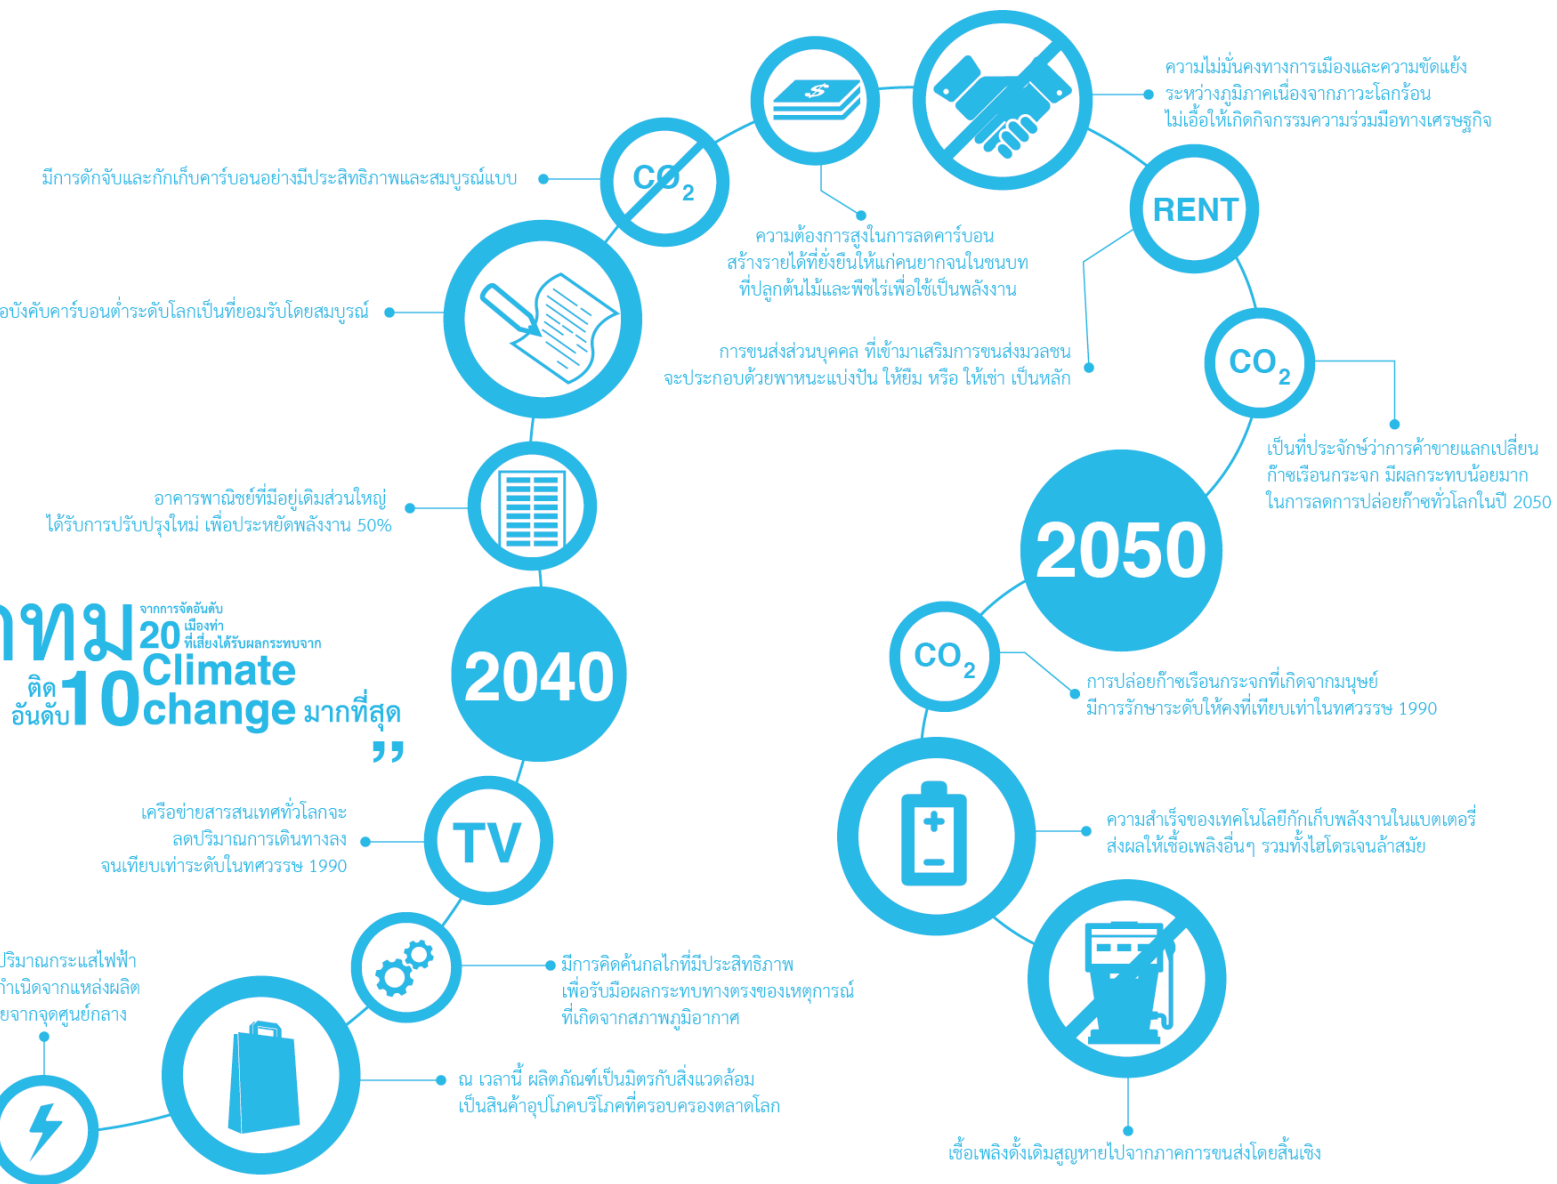 ความไม่มั่นคงทางการเมืองและความขัดแย้ง
ระหว่างภูมิภาคเนื่องจากภาวะโลกร้อน
ไม่เอื้อให้เกิดกิจกรรมความร่วมมือทางเศรษฐกิจ
$
มีการดักจับและกักเก็บคาร์บอนอย่างมีประสิทธิภาพและสมบูรณ์แบบ
CO2
RENT
ความต้องการสูงในการลดคาร์บอน
สร้างรายได้ที่ยั่งยืนให้แก่คนยากจนในชนบท
ที่ปลูกต้นไม้และพืชไร่เพื่อใช้เป็นพลังงาน
บังคับคาร์บอนต่ำระดับโลกเป็นที่ยอมรับโดยสมบูรณ์
การขนส่งส่วนบุคคล ที่เข้ามาเสริมการขนส่งมวลชน
จะประกอบด้วยพาหนะแบ่งปัน ให้ยืม หรือ ให้เช่า เป็นหลัก
CO2
เป็นที่ประจักษ์ว่าการค้าขายแลกเปลี่ยน
ก๊าซเรือนกระจก มีผลกระทบน้อยมาก
ในการลดการปล่อยก๊าซทั่วโลกในปี 2050
อาคารพาณิชย์ที่มีอยู่เดิมส่วนใหญ่
ได้รับการปรับปรุงใหม่ เพื่อประหยัดพลังงาน 50%
2050
จากการจัดอันดับ
20 เมืองท่า
ที่เสี่ยงได้รับผลกระทบจาก
Climate
ติด
อันดับ 10 change มากที่สุด
”
2040
CO2
การปล่อยก๊าซเรือนกระจกที่เกิดจากมนุษย์
มีการรักษาระดับให้คงที่เทียบเท่าในทศวรรษ 1990
เครือข่ายสารสนเทศทั่วโลกจะ
ลดปริมาณการเดินทางลง
จนเทียบเท่าระดับในทศวรรษ 1990
TV
ความสำเร็จของเทคโนโลยีกักเก็บพลังงานในแบตเตอรี่
ส่งผลให้เชื้อเพลิงอื่นๆ รวมทั้งไฮโดรเจนล้าสมัย
ปริมาณกระแสไฟฟ้า
กำเนิดจากแหล่งผลิต
จากจุดศูนย์กลาง
มีการคิดค้นกลไกที่มีประสิทธิภาพ
เพื่อรับมือผลกระทบทางตรงของเหตุการณ์
ที่เกิดจากสภาพภูมิอากาศ
ณ เวลานี้ ผลิตภัณฑ์เป็นมิตรกับสิ่งแวดล้อม
เป็นสินค้าอุปโภคบริโภคที่ครอบครองตลาดโลก
เชื้อเพลิงดั้งเดิมสูญหายไปจากภาคการขนส่งโดยสิ้นเชิง